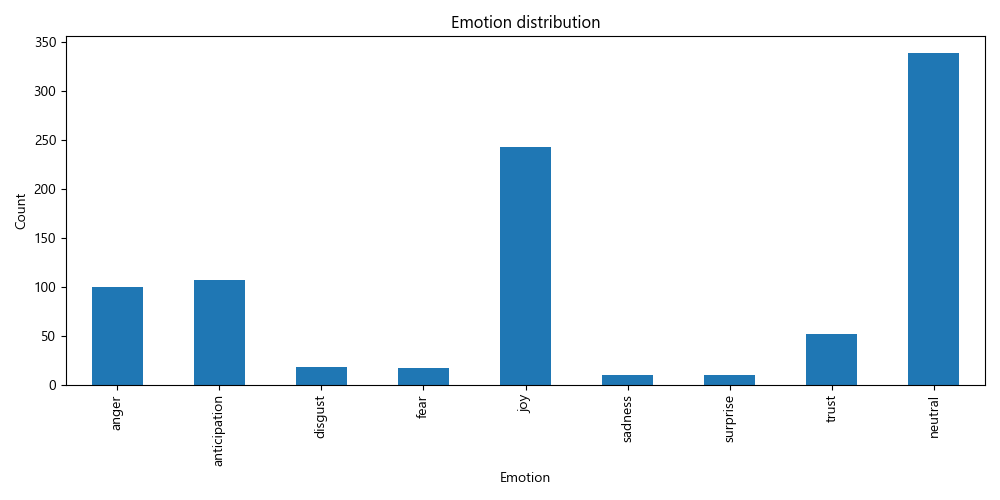 Emotion distribution
350
300
250
200
150
100
50
0
Count
anger
anticipation
disgust
fear
joy
sadness
surprise
trust
neutral
Emotion